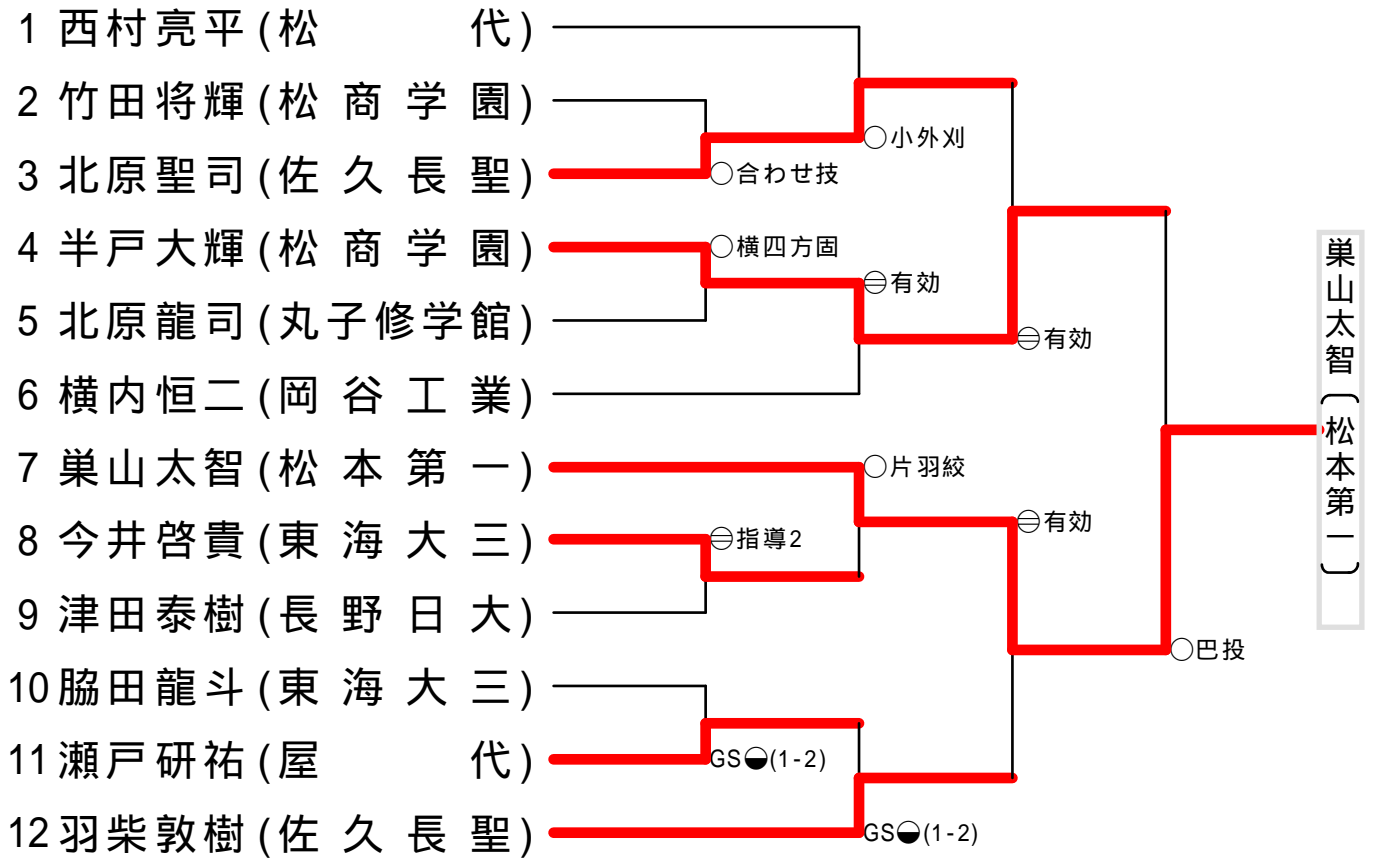 1 西村亮平(松 代)
2 竹田将輝(松商学園)
3 北原聖司(佐久長聖)
4 半戸大輝(松商学園)
5 北原龍司(丸子修学館)
6 横内恒二(岡谷工業)
7 巣山太智(松本第一)
8 今井啓貴(東海大三)
9 津田泰樹(長野日大)
10 脇田龍斗(東海大三)
11 瀬戸研祐(屋 代)
12 羽柴敦樹(佐久長聖)
○合わせ技
○横四方固
⊖指導2
GS◒(1-2)
○小外刈
⊖有効
○片羽絞
GS◒(1-2)
⊖有効
⊖有効
○巴投
巣山太智(松本第一)